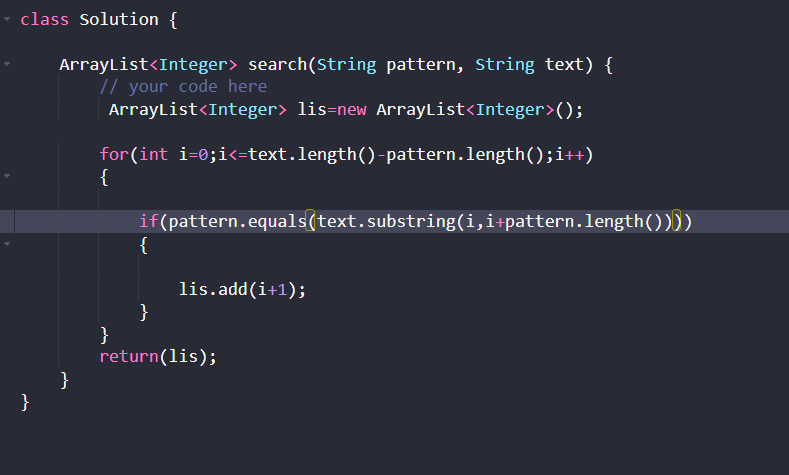 class Solution {
ArrayList<Integer> search(String pattern, String text) {
// your code here
ArrayList<Integer> lis=new ArrayList<Integer>();
for(int i=0;i<=text.length()-pattern.length();i++)
{
if(pattern.equals(text.substring(i,i+pattern.length())))
{
lis.add(i+1);
}
}
return(lis);
}
}